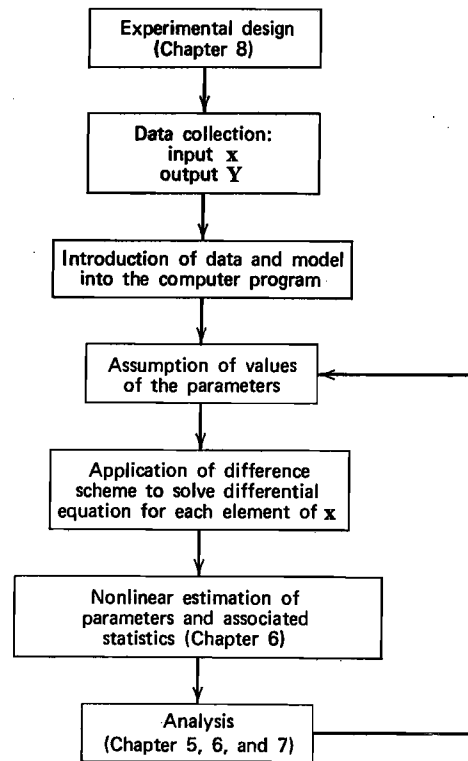 Experimental design
(Chapter 8)
Data collection:
input x
output Y
Introduction of data and model
into the computer program
Assumption of values
of the parameters
Application of difference
scheme to solve differential
equation for each element of x
Nonlinear estimation of
parameters and associated
statistics (Chapter 6)
Analysis
(Chapter 5, 6, and 7)